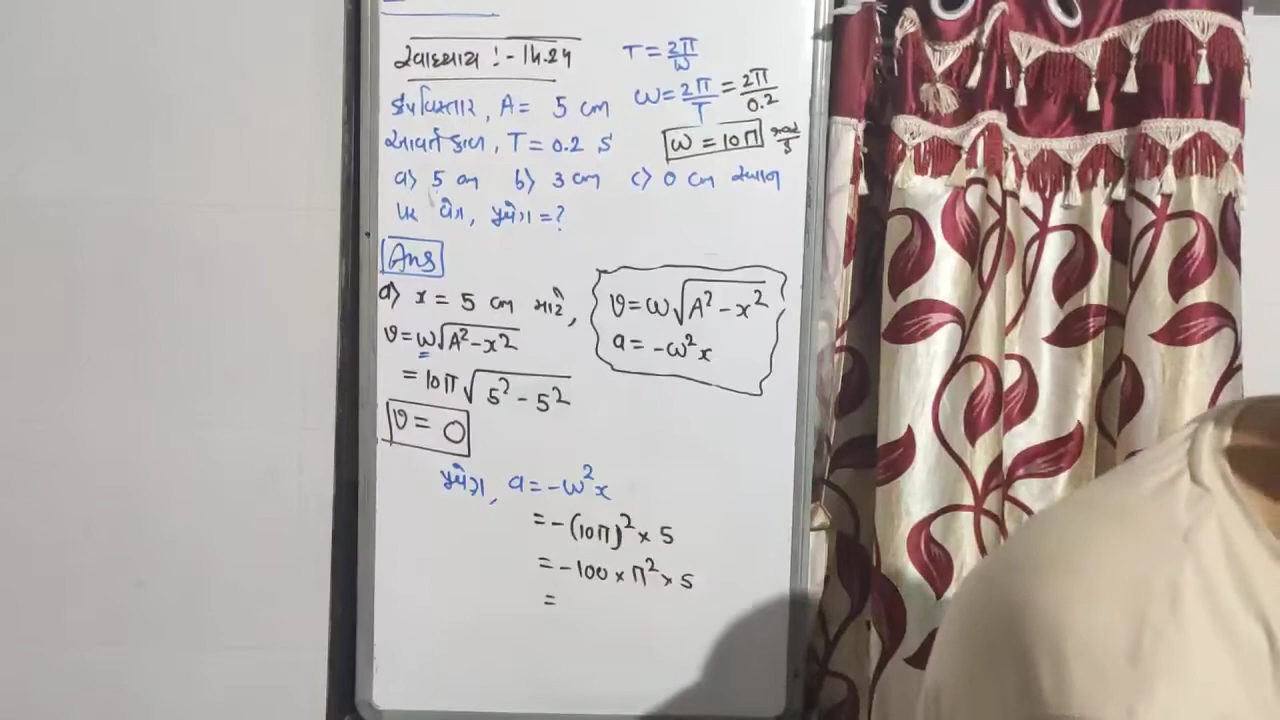 સ્વાધ્યાય :- 14.24
કંપવિસ્તાર, A = 5 cm
આવર્તકાળ, T = 0.2 S
a) 5 cm b) 3 cm c) 0 cm સ્થાન
પર વેગ, પ્રવેગ = ?
T = 2π/ω
ω = 2π/T = 2π/0.2
ω = 10π rad/s
Ans
a) x = 5 cm માટે,
v = ω√A² - x²
= 10π√5² - 5²
v = 0
v = ω√A² - x²
a = -ω²x
પ્રવેગ, a = -ω²x
= -(10π)² × 5
= -100 × π² × 5
=